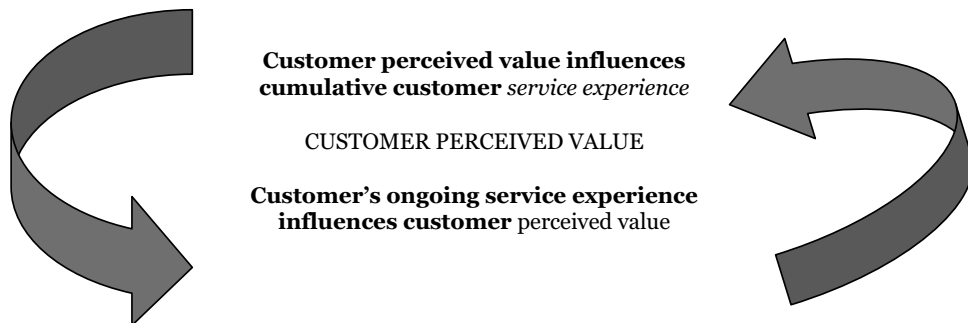 Customer perceived value influences
cumulative customer service experience
CUSTOMER PERCEIVED VALUE
Customer’s ongoing service experience
influences customer perceived value